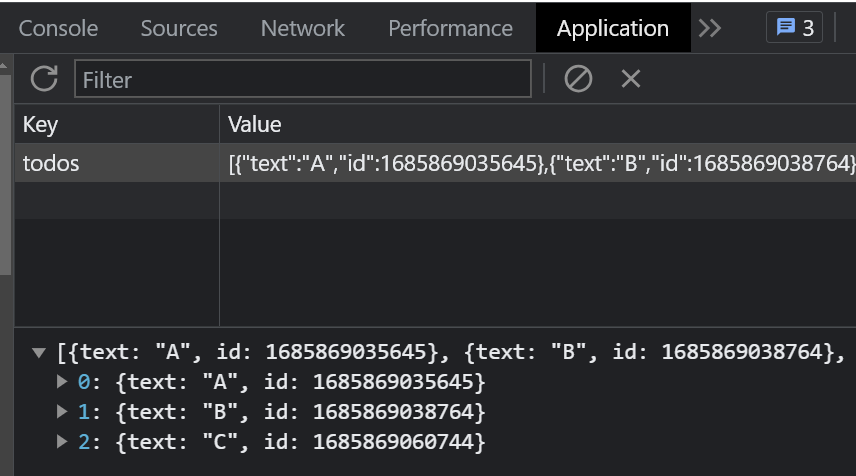 Console Sources Network Performance Application 3
Filter
Key Value
todos [{"text":"A","id":1685869035645},{"text":"B","id":1685869038764}
[{text: "A", id: 1685869035645}, {text: "B", id: 1685869038764},
0: {text: "A", id: 1685869035645}
1: {text: "B", id: 1685869038764}
2: {text: "C", id: 1685869060744}